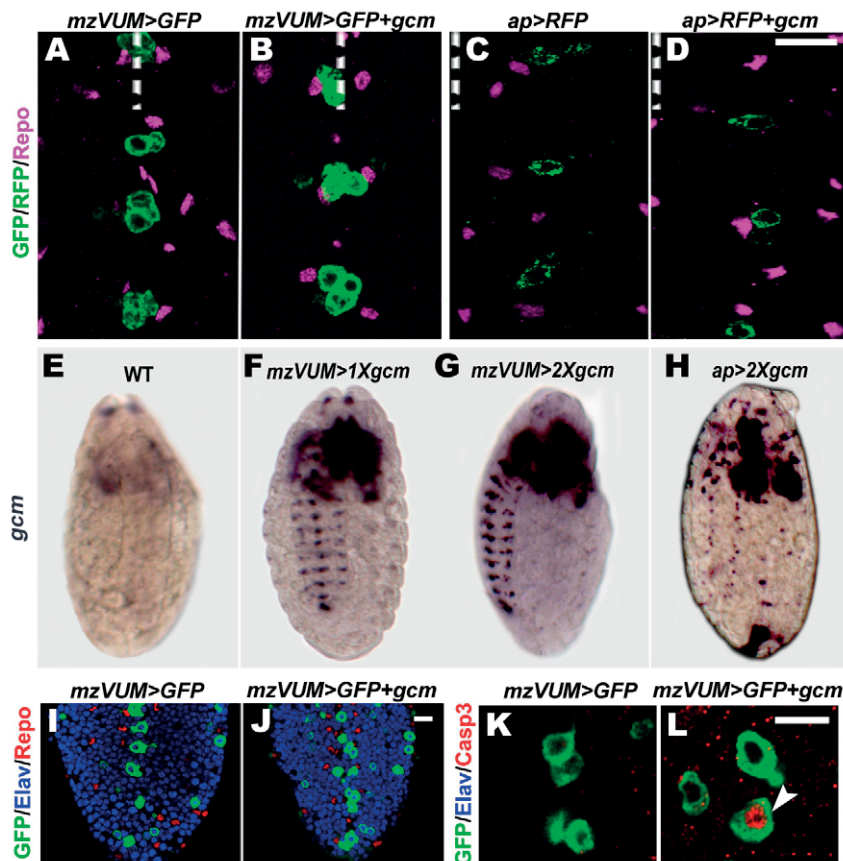 mzVUM>GFP mzVUM>GFP+gcm ap>RFP ap>RFP+gcm
A B C D
GFP/RFP/Repo
E WT F mzVUM>1Xgcm G mzVUM>2Xgcm H ap>2Xgcm
gcm
mzVUM>GFP mzVUM>GFP+gcm mzVUM>GFP mzVUM>GFP+gcm
I J K L
GFP/Elav/Repo
GFP/Elav/Casp3